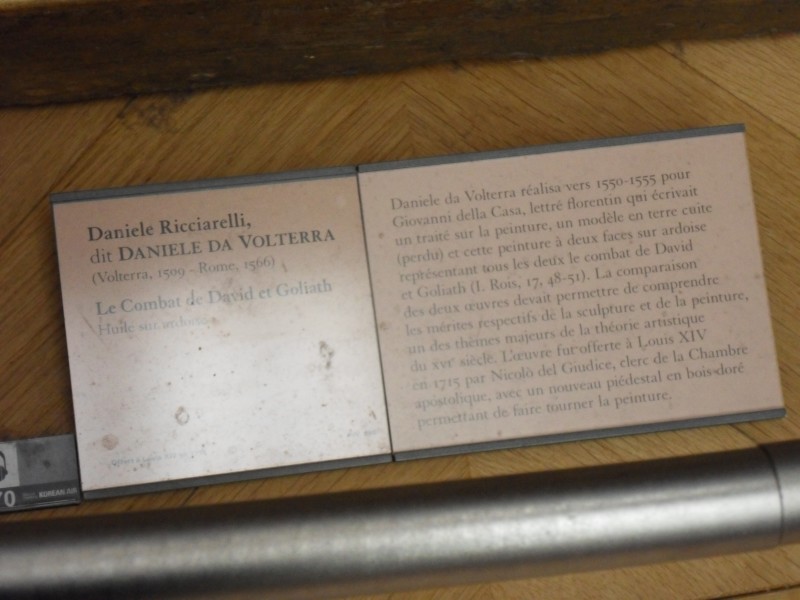 Daniele Ricciarelli,
dit DANIELE DA VOLTERRA
(Volterra, 1509 - Rome, 1566)
Le Combat de David et Goliath
Huile sur ardoise
Daniele da Volterra réalisa vers 1550-1555 pour
Giovanni della Casa, lettré florentin qui écrivait
un traité sur la peinture, un modèle en terre cuite
(perdu) et cette peinture à deux faces sur ardoise
représentant tous les deux le combat de David
et Goliath (I. Rois, 17, 48-51). La comparaison
des deux œuvres devait permettre de comprendre
les mérites respectifs de la sculpture et de la peinture,
un des thèmes majeurs de la théorie artistique
du XVIe siècle. L'œuvre fut offerte à Louis XIV
en 1715 par Nicolò del Giudice, clerc de la Chambre
apostolique, avec un nouveau piédestal en bois doré
permettant de faire tourner la peinture.
70
KOREAN AIR